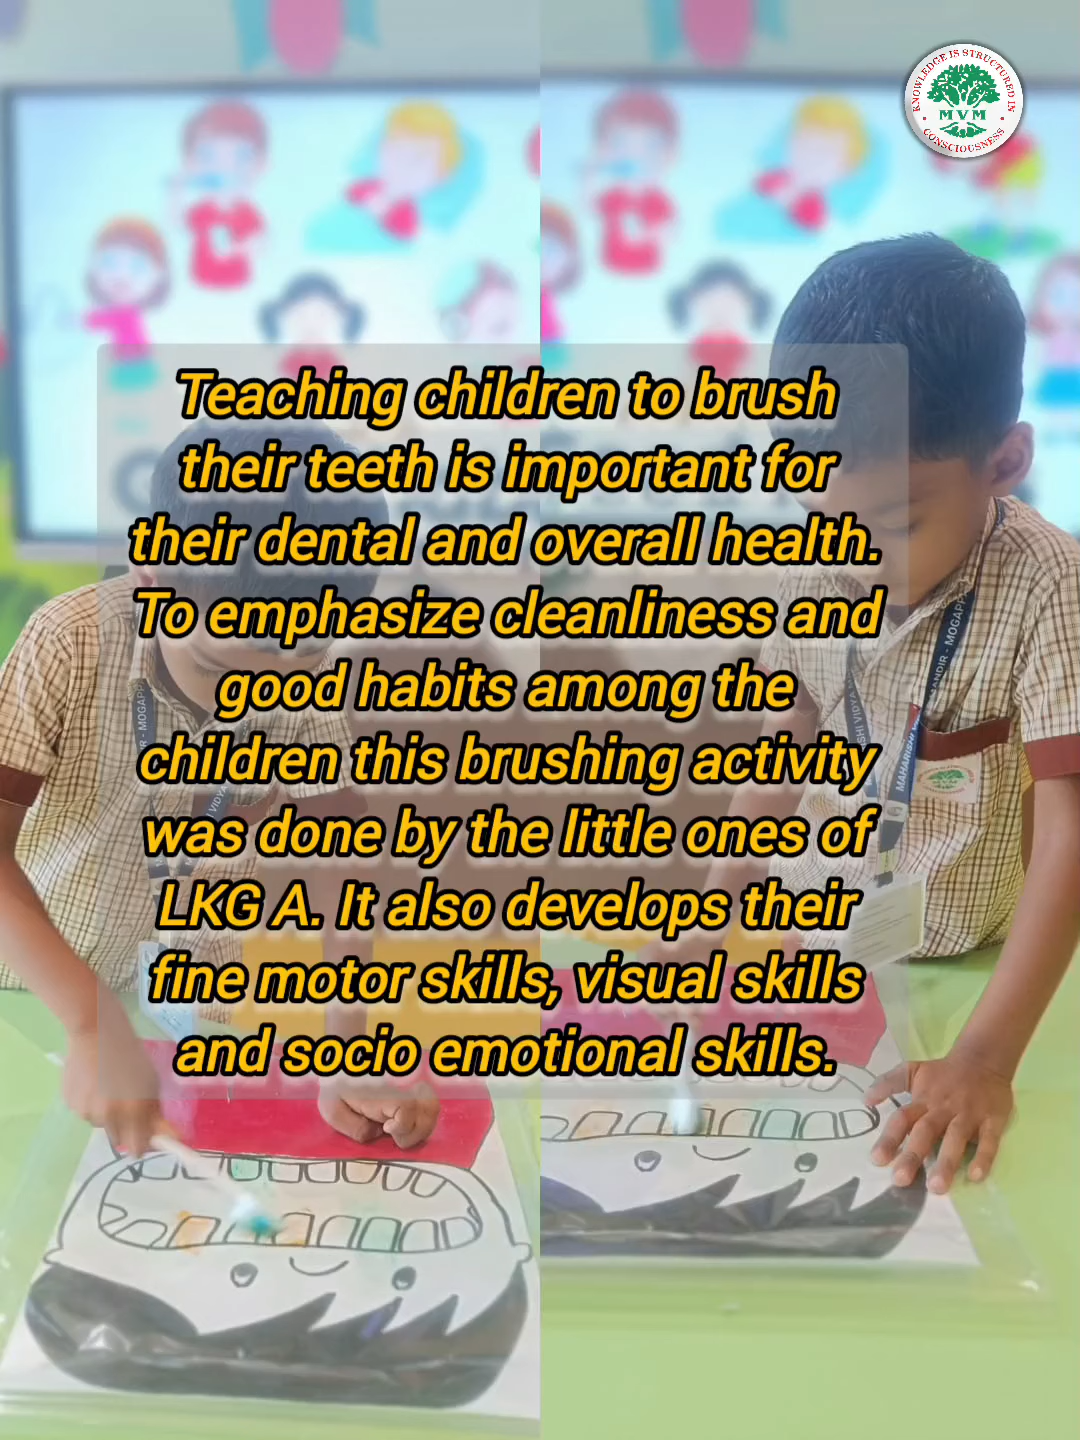 KNOWLEDGE IS STRUCTURED IN
MVM
CONSCIOUSNESS
Teaching children to brush
their teeth is important for
their dental and overall health.
To emphasize cleanliness and
good habits among the
children this brushing activity
was done by the little ones of
LKG A. It also develops their
fine motor skills, visual skills
and socio emotional skills.